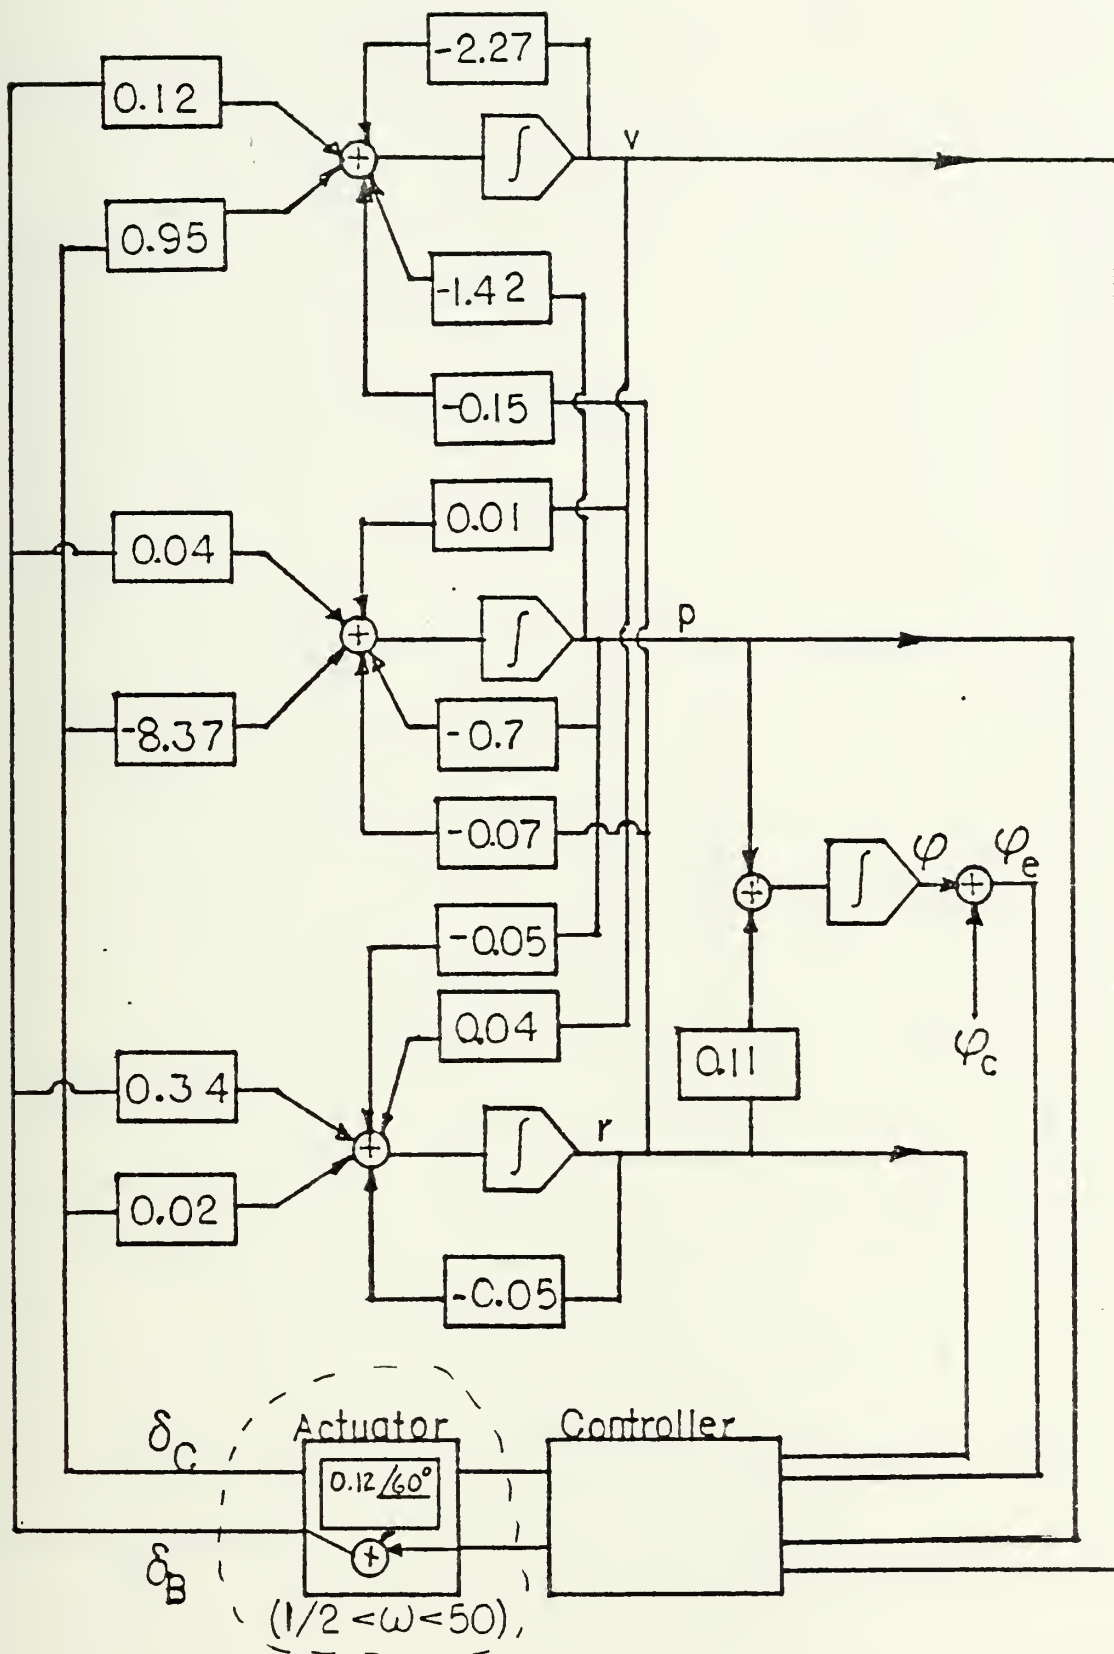 -2.27
0.12
∫
v
0.95
-1.42
-0.15
0.01
0.04
∫
p
-8.37
-0.7
-0.07
∫
φ
φe
-0.05
0.04
φc
0.11
0.34
∫
r
0.02
-0.05
Actuator
Controller
δC
0.12 /60°
δB
(1/2 < ω < 50),